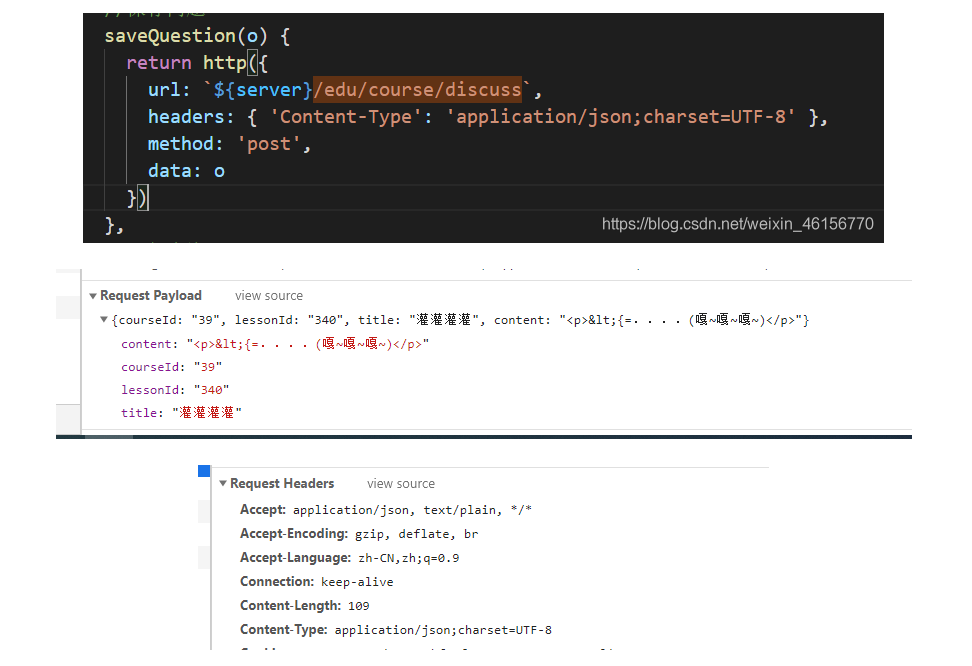 saveQuestion(o) {
return http({
url: `${server}/edu/course/discuss`,
headers: { 'Content-Type': 'application/json;charset=UTF-8' },
method: 'post',
data: o
})
},
https://blog.csdn.net/weixin_46156770
Request Payload view source
{courseId: "39", lessonId: "340", title: "灌灌灌灌", content: "<p>&lt;{=. . . . (嘎~嘎~嘎~)</p>"}
content: "<p>&lt;{=. . . . (嘎~嘎~嘎~)</p>"
courseId: "39"
lessonId: "340"
title: "灌灌灌灌"
Request Headers view source
Accept: application/json, text/plain, */*
Accept-Encoding: gzip, deflate, br
Accept-Language: zh-CN,zh;q=0.9
Connection: keep-alive
Content-Length: 109
Content-Type: application/json;charset=UTF-8